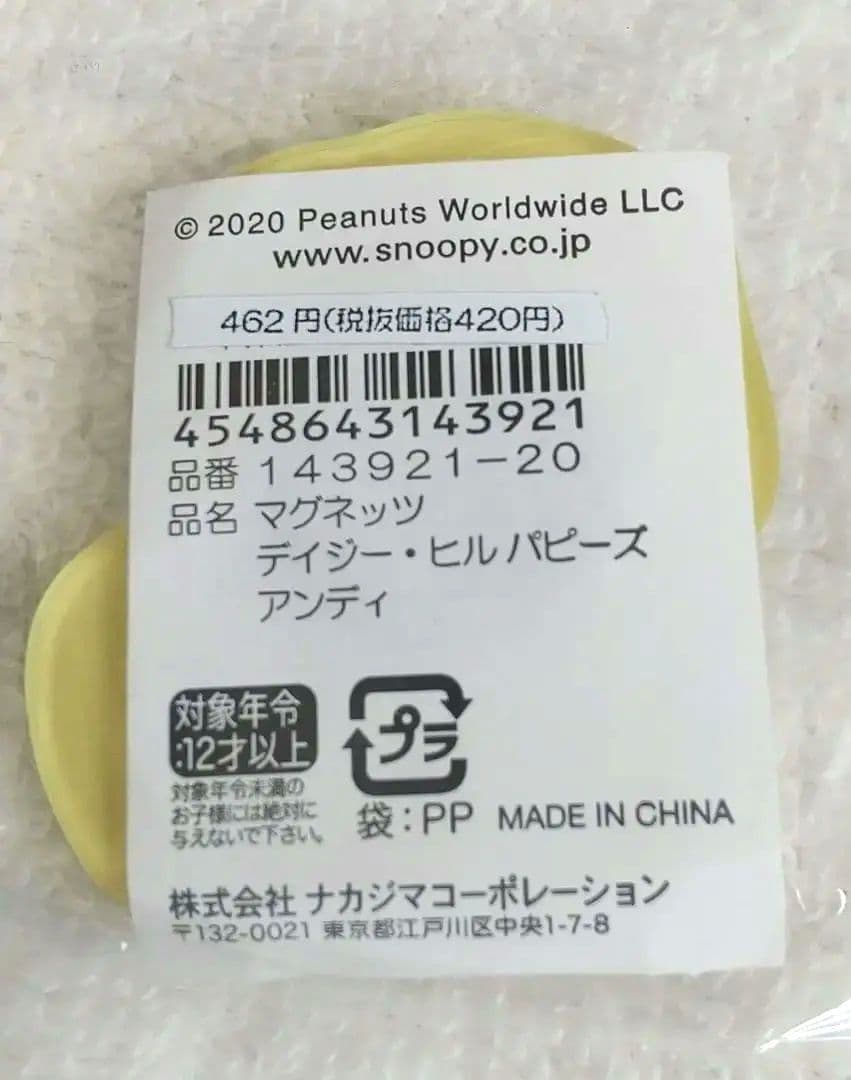 © 2020 Peanuts Worldwide LLC
www.snoopy.co.jp
462 円(税抜価格420円)
4548643143921
品番 143921-20
品名 マグネッツ
デイジー・ヒル パピーズ
アンディ
対象年令
:12才以上
対象年令未満の
お子様には絶対に
与えないで下さい。
プラ
袋:PP MADE IN CHINA
株式会社 ナカジマコーポレーション
〒132-0021 東京都江戸川区中央1-7-8